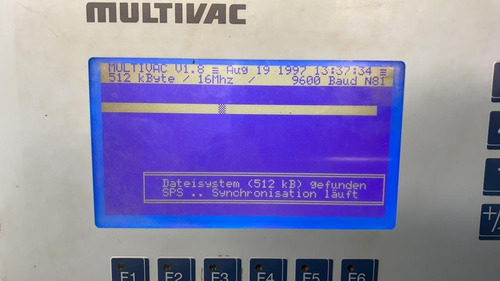 MULTIVAC
MULTIVAC V1.8 ≡ Aug 19 1997 13:37:34 ≡
512 kByte / 16Mhz / 9600 Baud N81
Dateisystem (512 kB) gefunden
SPS .. Synchronisation läuft
F1 F2 F3 F4 F5 F6
+/